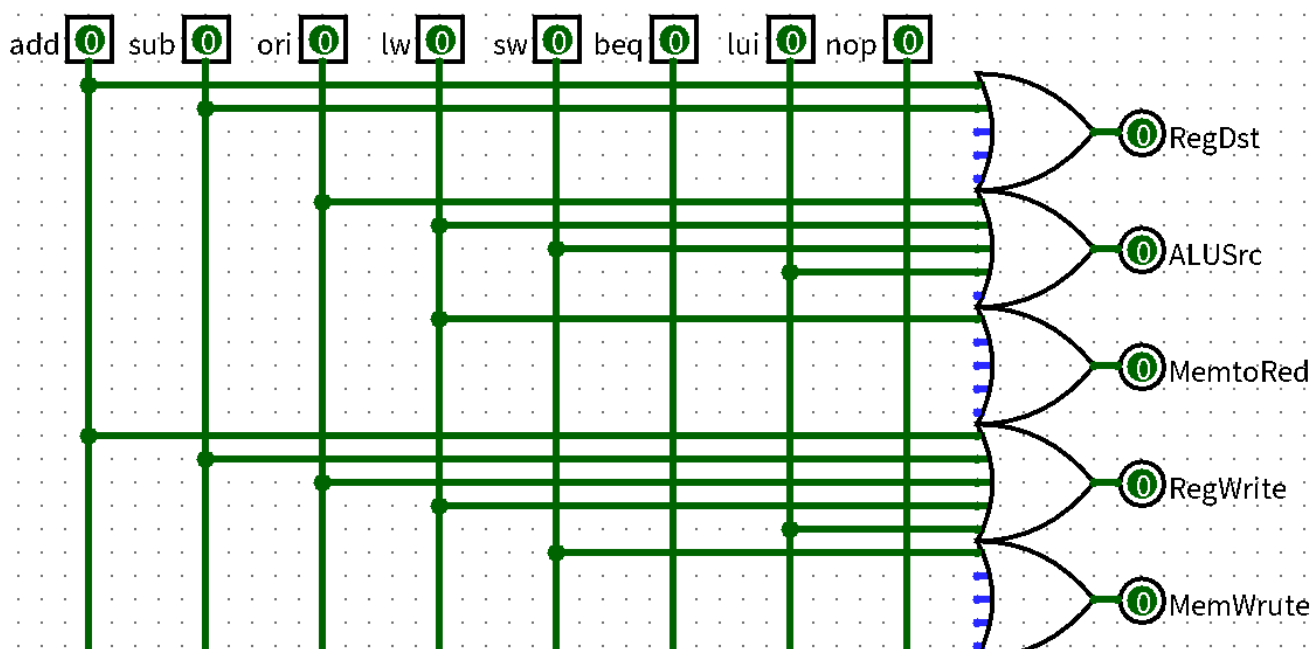 add 0 sub 0 ori 0 lw 0 sw 0 beq 0 lui 0 nop 0
0 RegDst
0 ALUSrc
0 MemtoRed
0 RegWrite
0 MemWrute